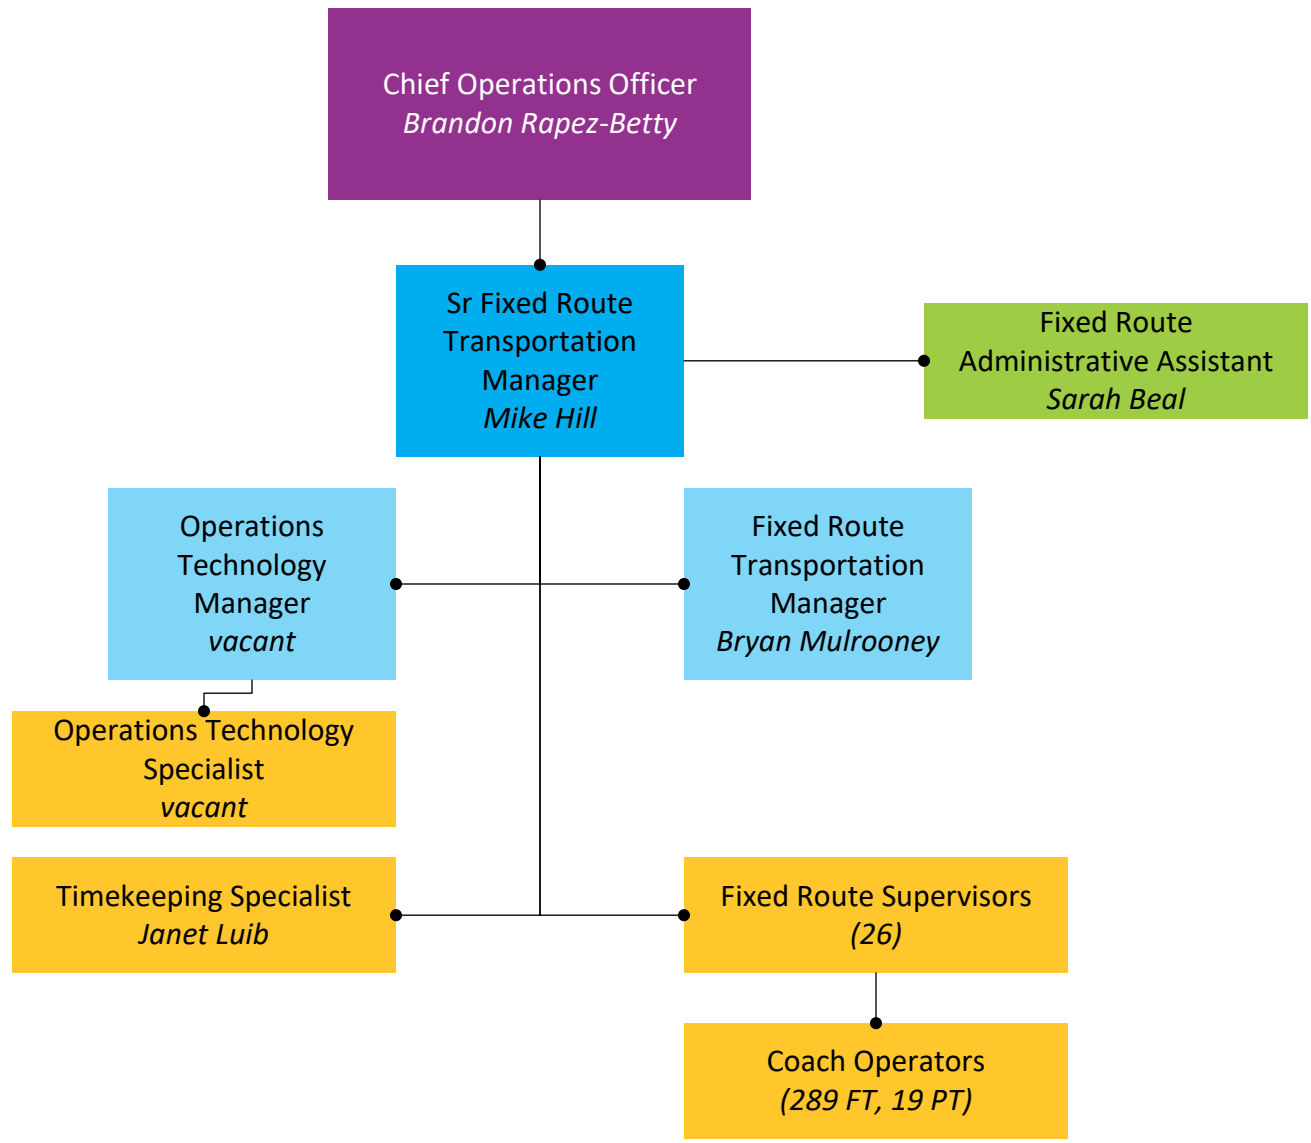 Chief Operations Officer
Brandon Rapez-Betty
Sr Fixed Route
Transportation
Manager
Mike Hill
Fixed Route
Administrative Assistant
Sarah Beal
Operations
Technology
Manager
vacant
Fixed Route
Transportation
Manager
Bryan Mulrooney
Operations Technology
Specialist
vacant
Timekeeping Specialist
Janet Luib
Fixed Route Supervisors
(26)
Coach Operators
(289 FT, 19 PT)